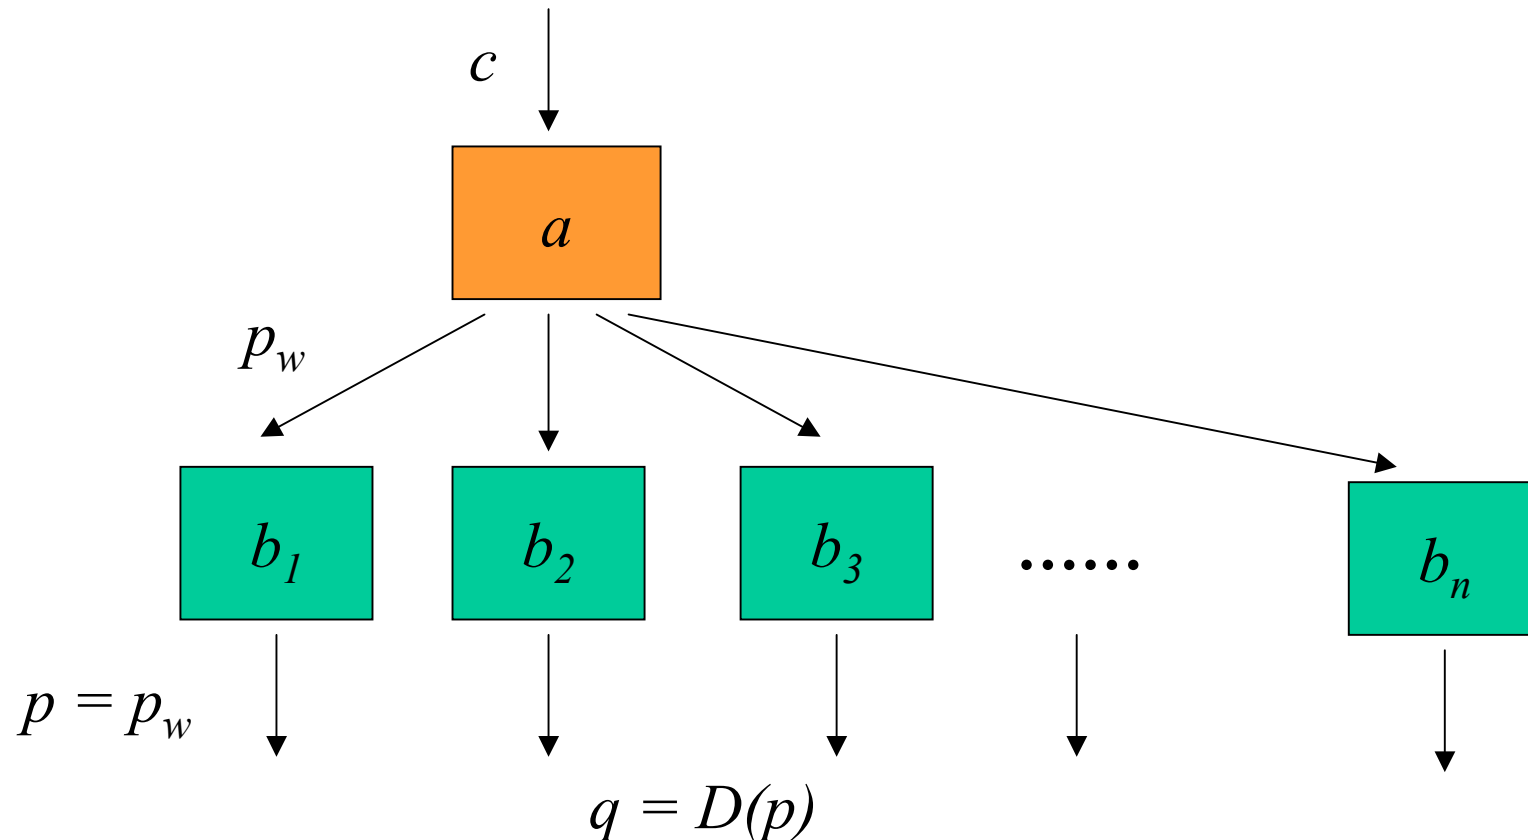 c
a
p_w
b_1
b_2
b_3
......
b_n
p = p_w
q = D(p)